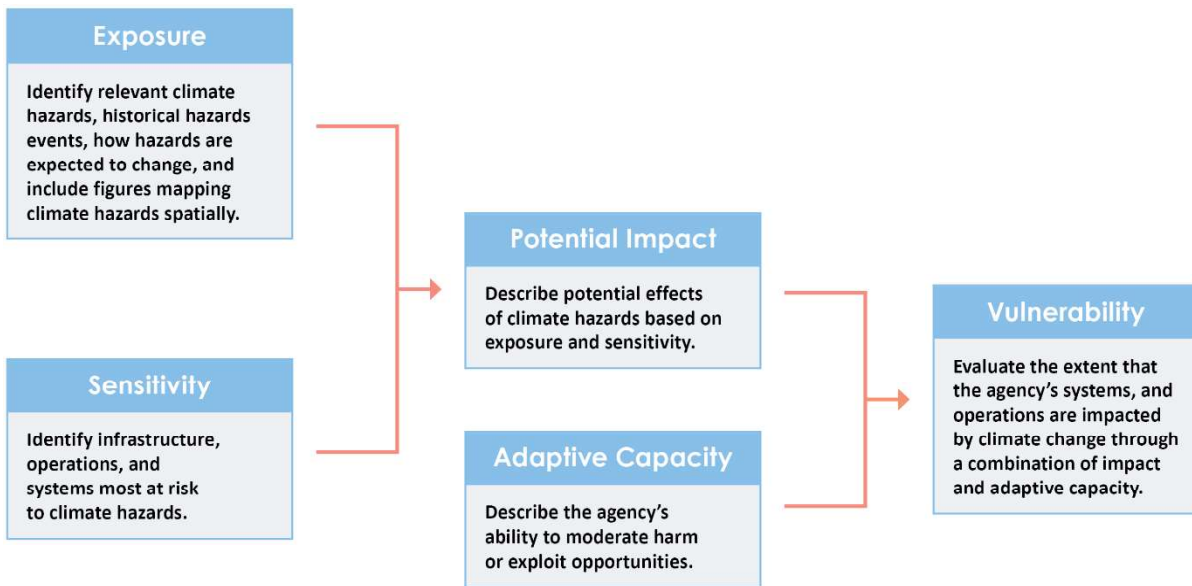 Exposure
Identify relevant climate
hazards, historical hazards
events, how hazards are
expected to change, and
include figures mapping
climate hazards spatially.
Sensitivity
Identify infrastructure,
operations, and
systems most at risk
to climate hazards.
Potential Impact
Describe potential effects
of climate hazards based on
exposure and sensitivity.
Adaptive Capacity
Describe the agency’s
ability to moderate harm
or exploit opportunities.
Vulnerability
Evaluate the extent that
the agency’s systems, and
operations are impacted
by climate change through
a combination of impact
and adaptive capacity.